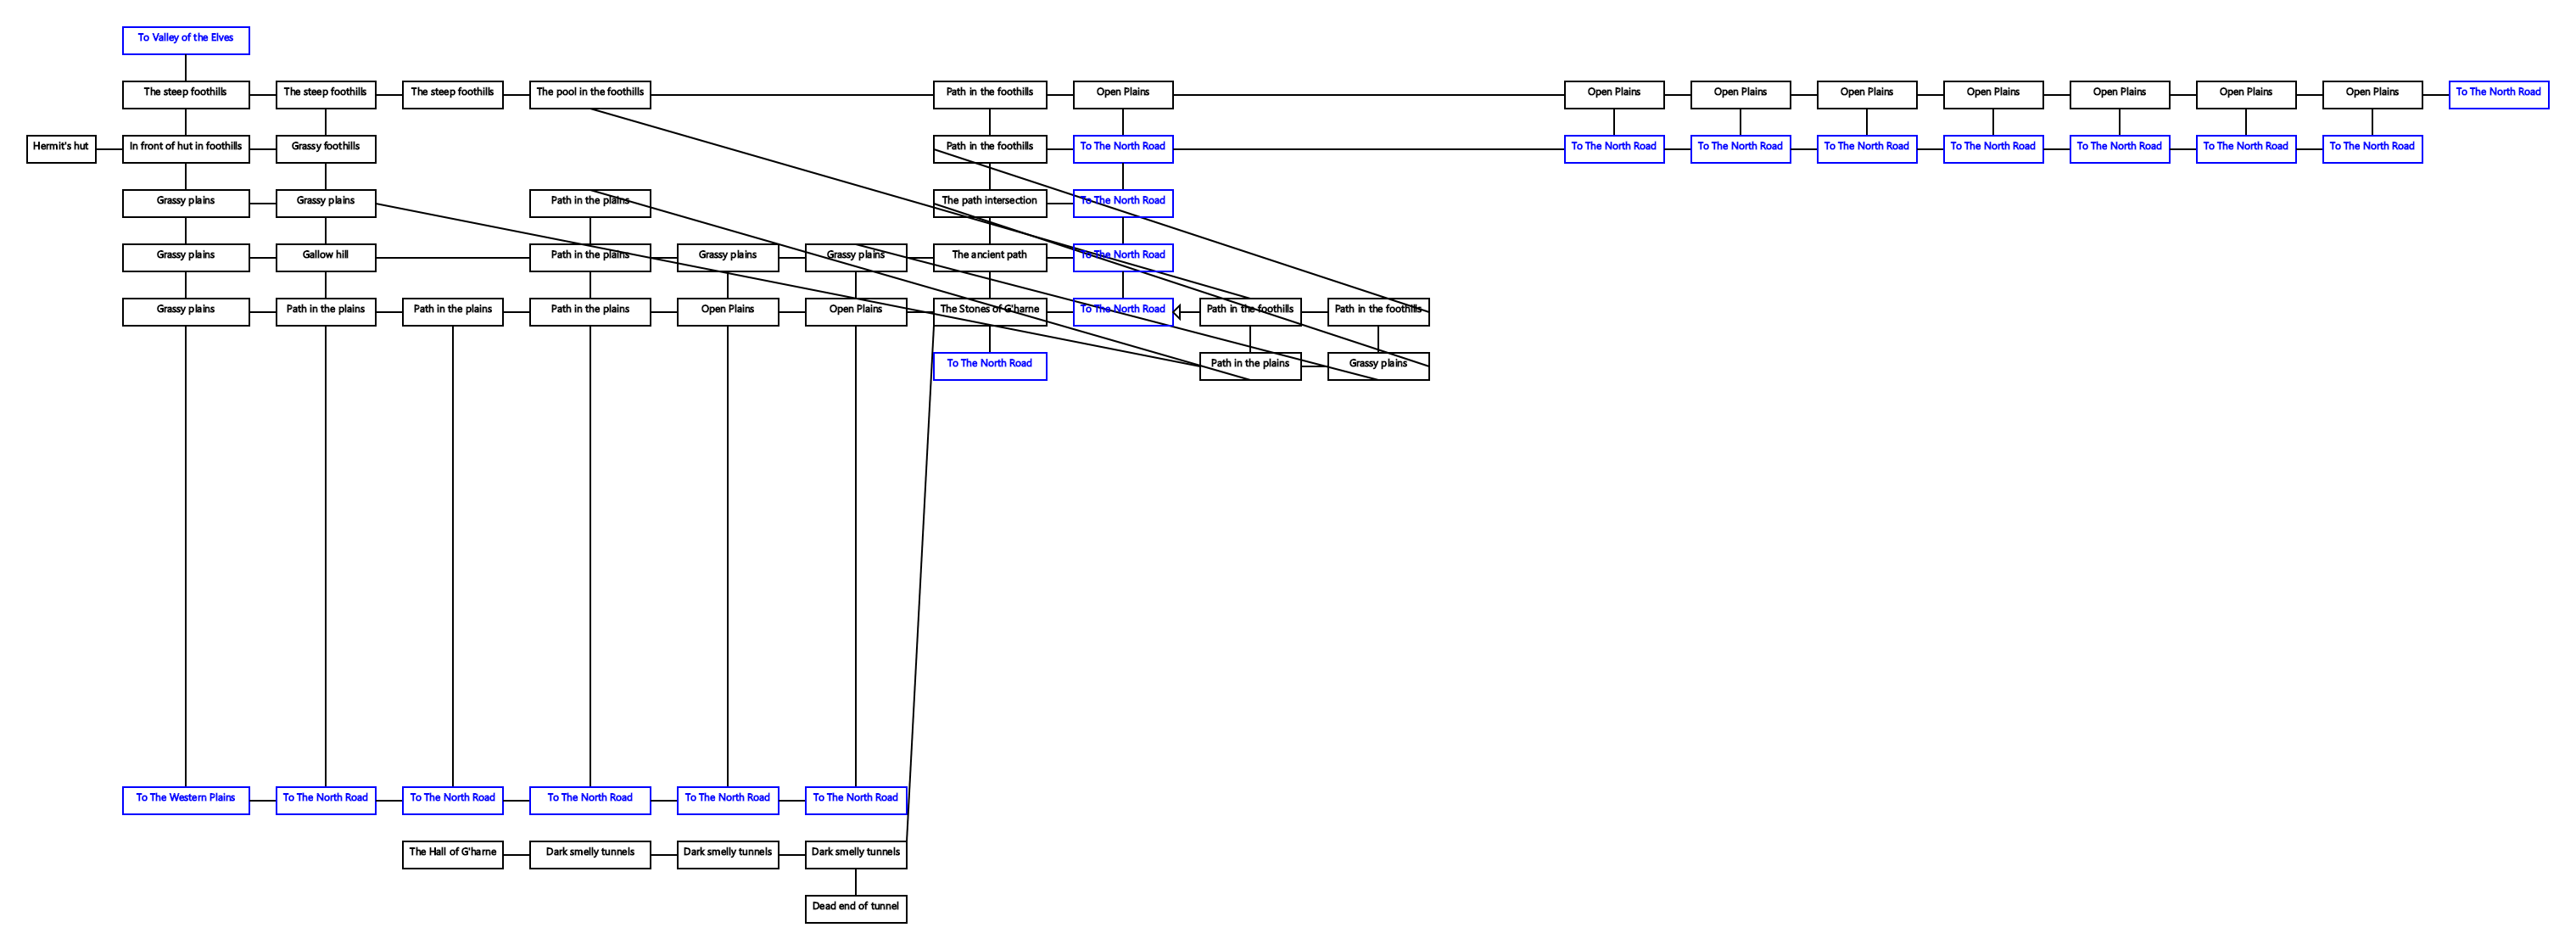 To Valley of the Elves
The steep foothills
The steep foothills
The steep foothills
The pool in the foothills
Path in the foothills
Open Plains
Open Plains
Open Plains
Open Plains
Open Plains
Open Plains
Open Plains
Open Plains
To The North Road
Hermit's hut
In front of hut in foothills
Grassy foothills
Path in the foothills
To The North Road
To The North Road
To The North Road
To The North Road
To The North Road
To The North Road
To The North Road
To The North Road
Grassy plains
Grassy plains
Path in the plains
The path intersection
To The North Road
Grassy plains
Gallow hill
Path in the plains
Grassy plains
Grassy plains
The ancient path
To The North Road
Grassy plains
Path in the plains
Path in the plains
Path in the plains
Open Plains
Open Plains
The Stones of G'harne
To The North Road
Path in the foothills
Path in the foothills
To The North Road
Path in the plains
Grassy plains
To The Western Plains
To The North Road
To The North Road
To The North Road
To The North Road
To The North Road
The Hall of G'harne
Dark smelly tunnels
Dark smelly tunnels
Dark smelly tunnels
Dead end of tunnel